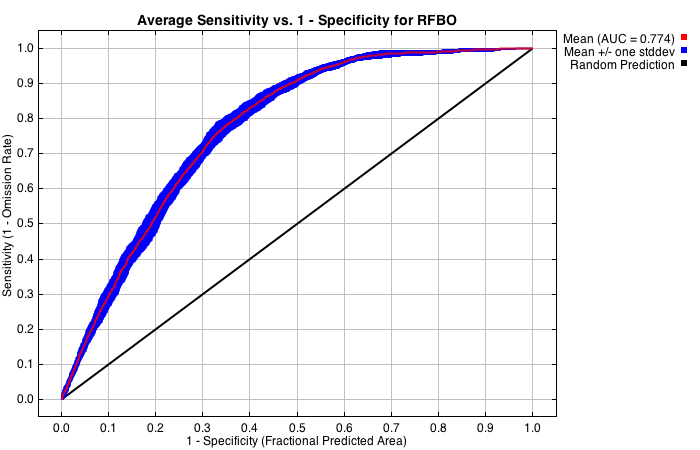 Average Sensitivity vs. 1 - Specificity for RFBO
Mean (AUC = 0.774)
Mean +/- one stddev
Random Prediction
Sensitivity (1 - Omission Rate)
1.0
0.9
0.8
0.7
0.6
0.5
0.4
0.3
0.2
0.1
0.0
0.0 0.1 0.2 0.3 0.4 0.5 0.6 0.7 0.8 0.9 1.0
1 - Specificity (Fractional Predicted Area)